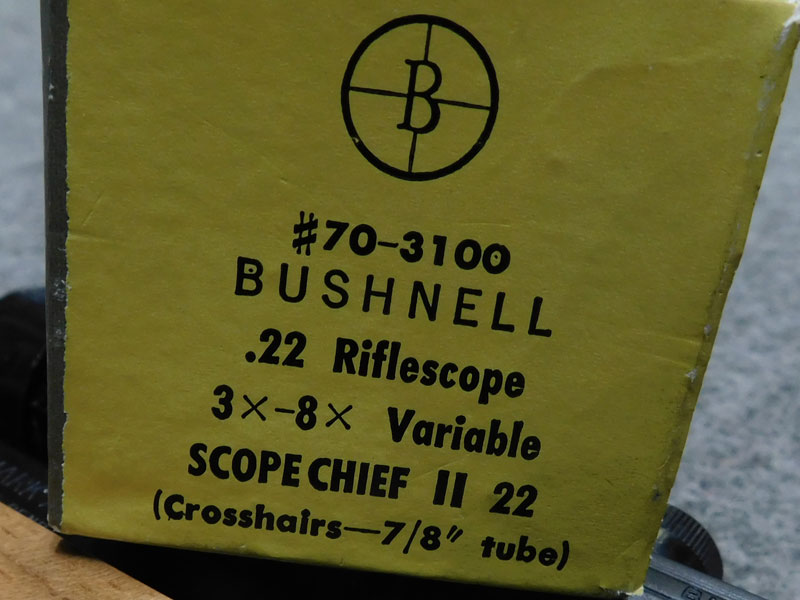 B
#70-3100
BUSHNELL
.22 Riflescope
3×-8× Variable
SCOPE CHIEF II 22
(Crosshairs—7/8" tube)